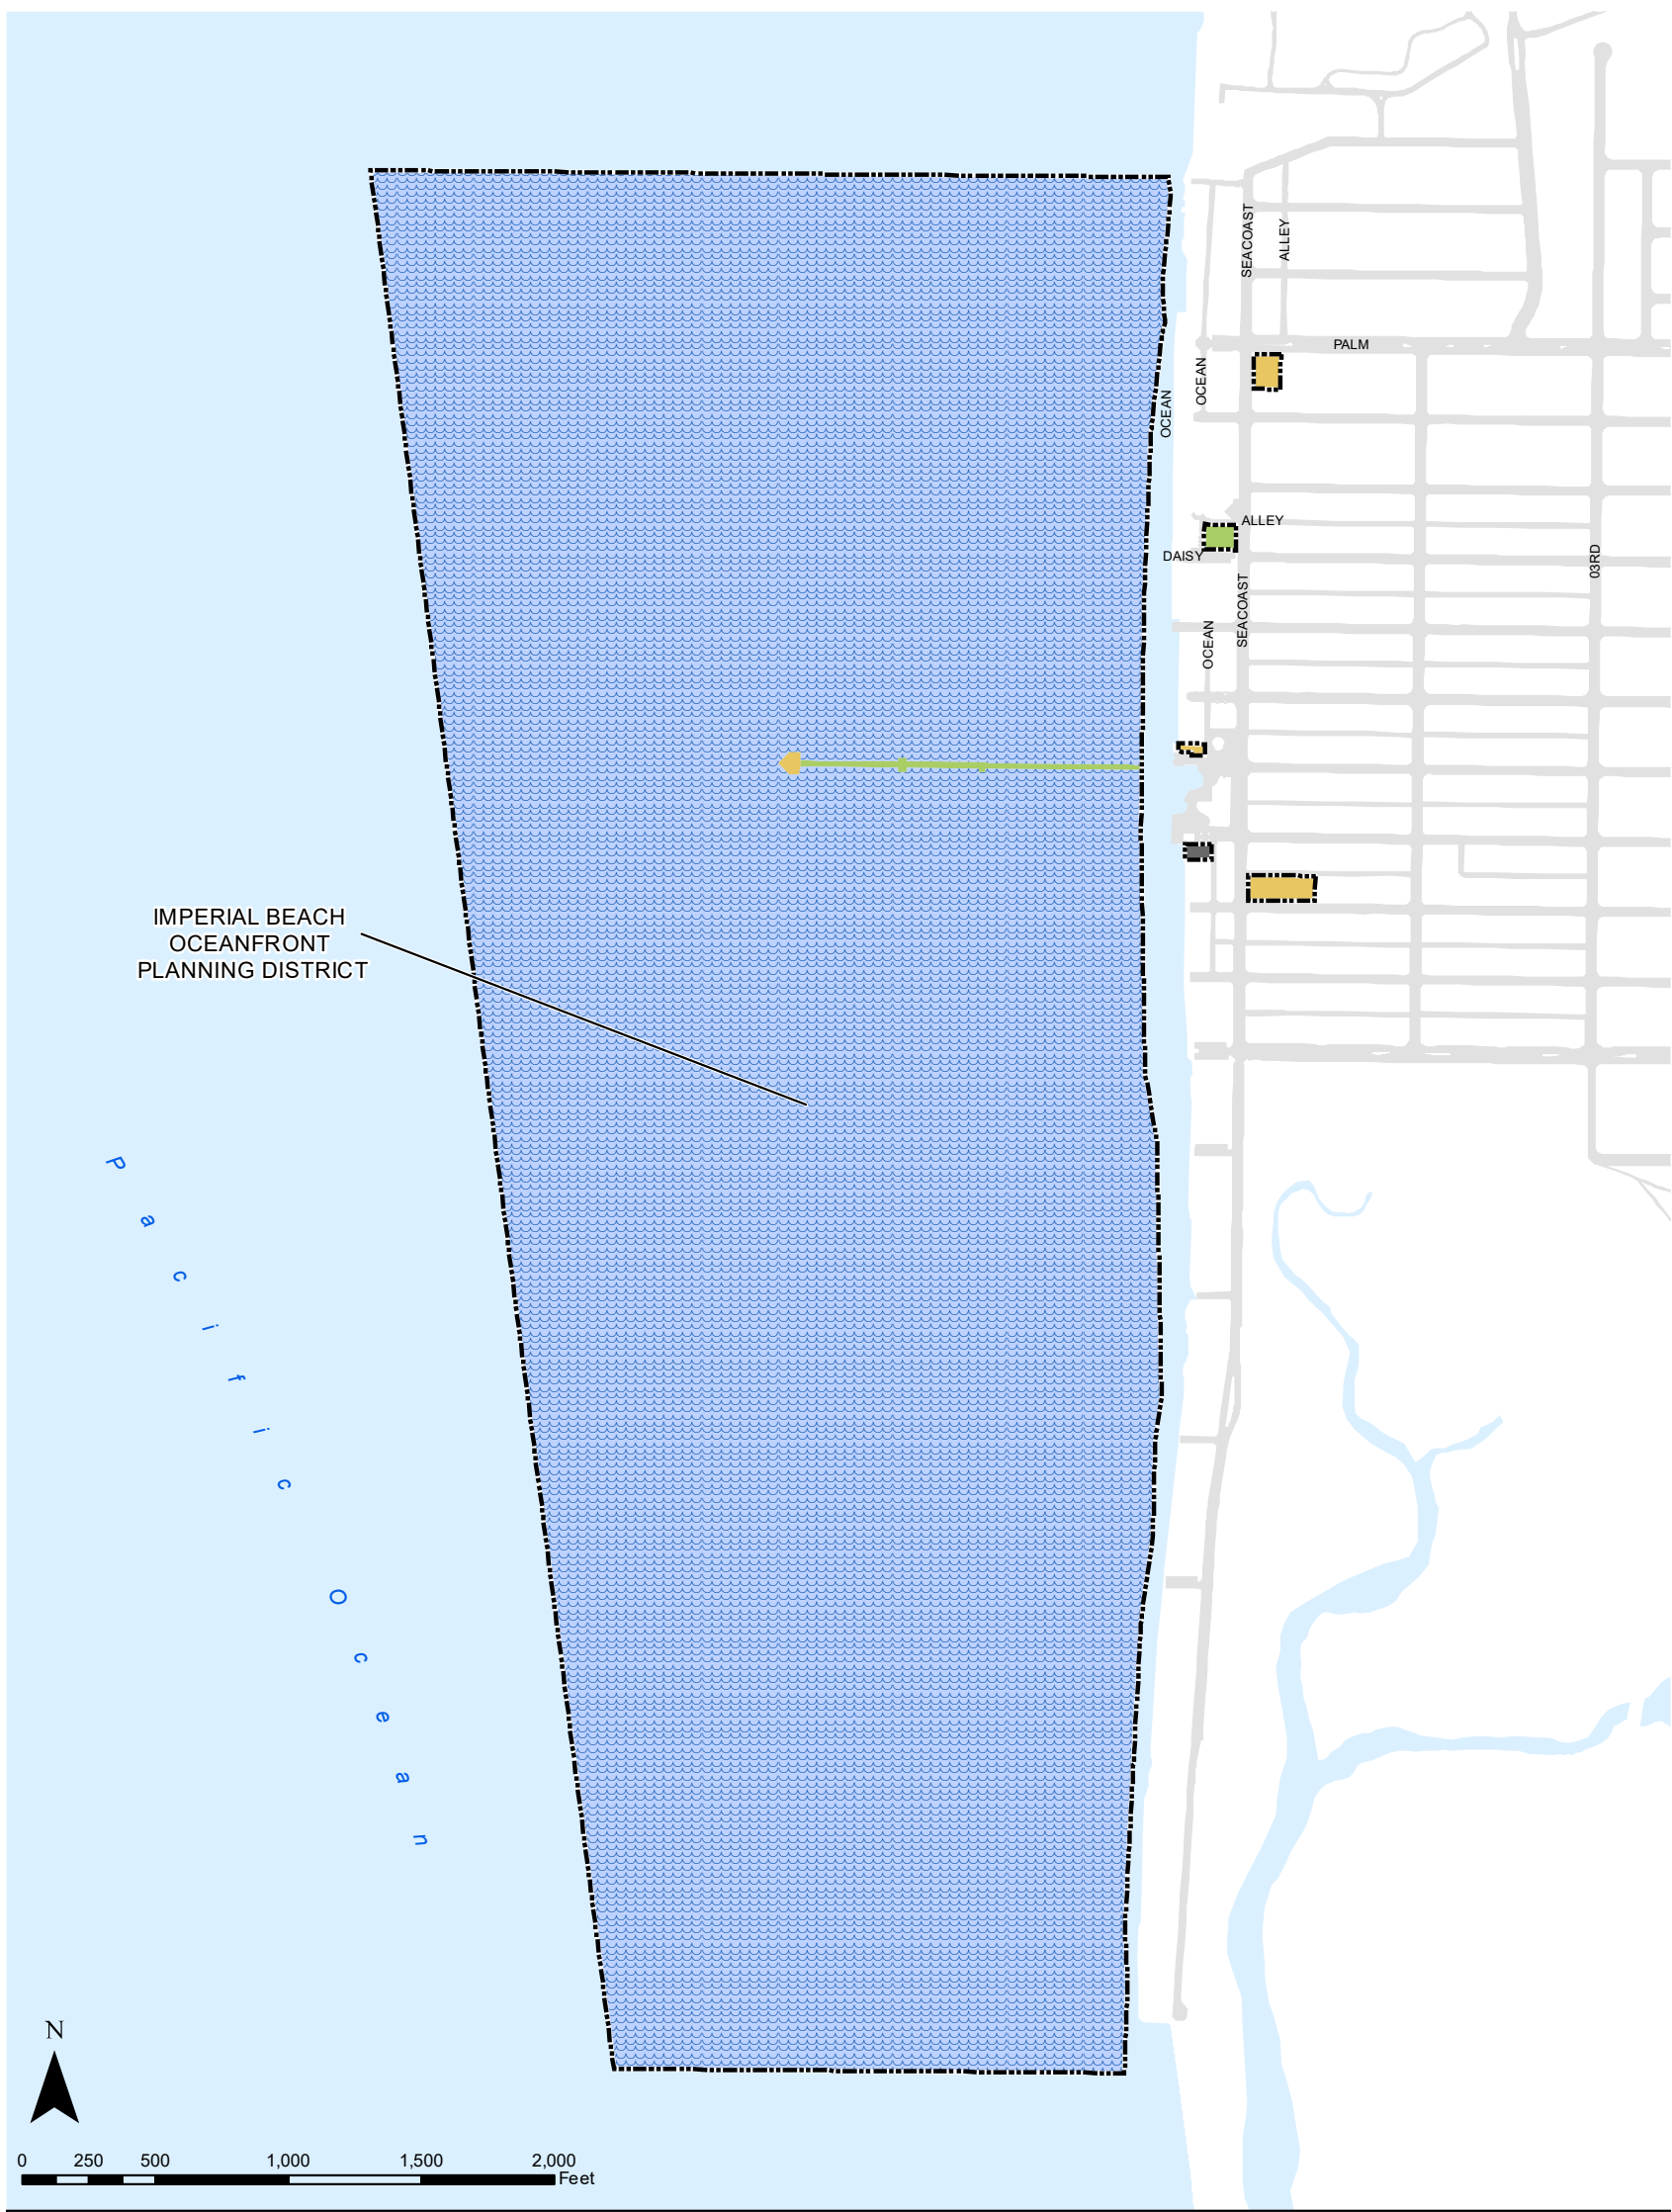 SEACOAST
ALLEY
PALM
OCEAN
OCEAN
ALLEY
DAISY
03RD
SEACOAST
OCEAN
IMPERIAL BEACH
OCEANFRONT
PLANNING DISTRICT
Pacific Ocean
N
0 250 500 1,000 1,500 2,000
Feet